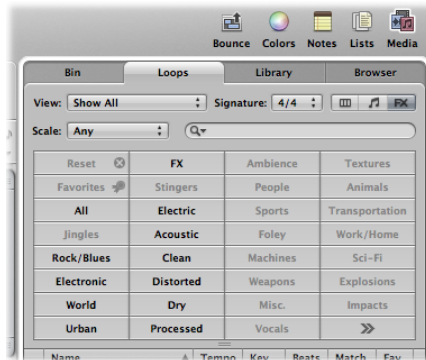 Bounce Colors Notes Lists Media
Bin Loops Library Browser
View: Show All Signature: 4/4 FX
Scale: Any
Reset FX Ambience Textures
Favorites Stingers People Animals
All Electric Sports Transportation
Jingles Acoustic Foley Work/Home
Rock/Blues Clean Machines Sci-Fi
Electronic Distorted Weapons Explosions
World Dry Misc. Impacts
Urban Processed Vocals
Name Tempo Key Beats Match Fav